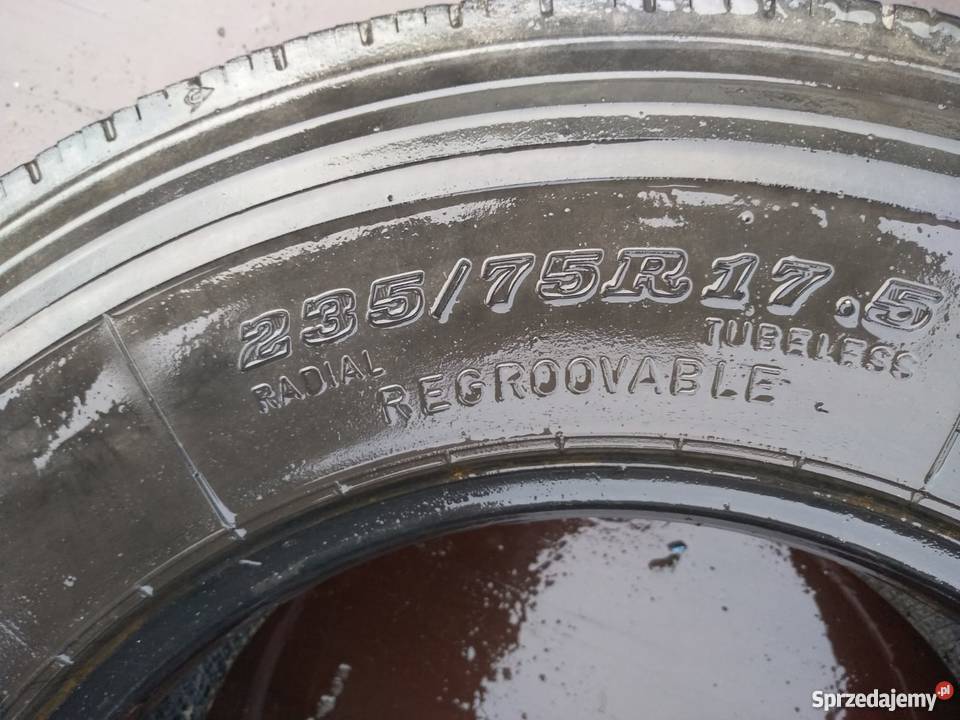 235/75R17.5
RADIAL TUBELESS
REGROOVABLE
Sprzedajemy.pl